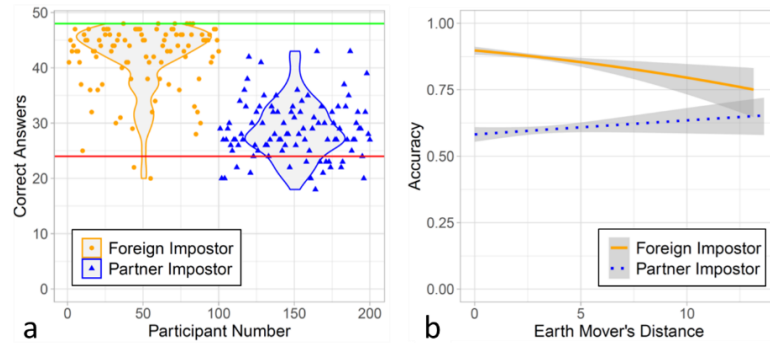 50
40
30
20
10
0
Correct Answers
Foreign Impostor
Partner Impostor
0 50 100 150 200
Participant Number
a
1.00
0.75
0.50
0.25
0.00
Accuracy
Foreign Impostor
Partner Impostor
0 5 10
Earth Mover's Distance
b